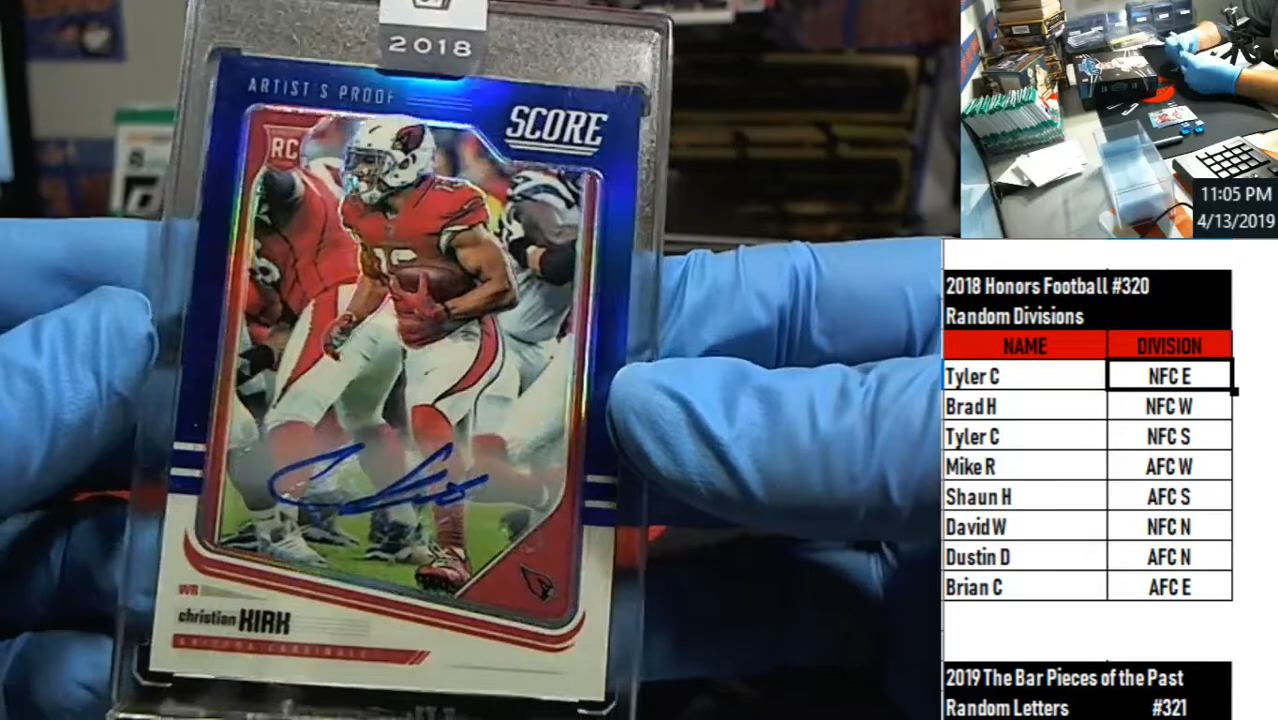 2018
ARTIST'S PROOF
SCORE
RC
WR
christian KIRK
ARIZONA CARDINALS
11:05 PM
4/13/2019
2018 Honors Football #320
Random Divisions
NAME DIVISION
Tyler C NFC E
Brad H NFC W
Tyler C NFC S
Mike R AFC W
Shaun H AFC S
David W NFC N
Dustin D AFC N
Brian C AFC E
2019 The Bar Pieces of the Past
Random Letters #321